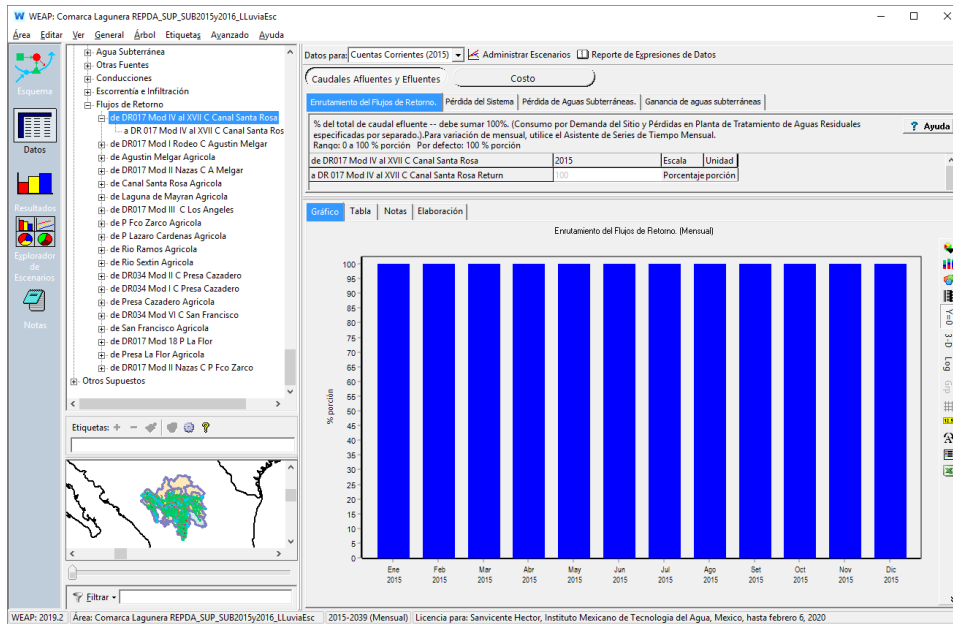 WEAP: Comarca Lagunera REPDA_SUP_SUB2015y2016_LLuviaEsc
Área Editar Ver General Árbol Etiquetas Avanzado Ayuda
Esquema
Datos
Resultados
Explorador
de
Escenarios
Notas
Agua Subterránea
Otras Fuentes
Conducciones
Escorrentía e Infiltración
Flujos de Retorno
de DR017 Mod IV al XVII C Canal Santa Rosa
a DR 017 Mod IV al XVII C Canal Santa Ros
de DR017 Mod I Rodeo C Agustin Melgar
de Agustin Melgar Agricola
de DR017 Mod II Nazas C A Melgar
de Canal Santa Rosa Agricola
de Laguna de Mayran Agricola
de DR017 Mod III C Los Angeles
de P Fco Zarco Agricola
de P Lazaro Cardenas Agricola
de Rio Ramos Agricola
de Rio Sextin Agricola
de DR034 Mod II C Presa Cazadero
de DR034 Mod I C Presa Cazadero
de Presa Cazadero Agricola
de DR034 Mod VI C San Francisco
de San Francisco Agricola
de DR017 Mod 18 P La Flor
de Presa La Flor Agricola
de DR017 Mod II Nazas C P Fco Zarco
Otros Supuestos
Etiquetas:
Filtrar
Datos para: Cuentas Corrientes (2015) Administrar Escenarios Reporte de Expresiones de Datos
Caudales Afluentes y Efluentes Costo
Enrutamiento del Flujos de Retorno. Pérdida del Sistema Pérdida de Aguas Subterráneas. Ganancia de aguas subterráneas
% del total de caudal efluente -- debe sumar 100%. (Consumo por Demanda del Sitio y Pérdidas en Planta de Tratamiento de Aguas Residuales
especificadas por separado.).Para variación de mensual, utilice el Asistente de Series de Tiempo Mensual.
Rango: 0 a 100 % porción Por defecto: 100 % porción
? Ayuda
de DR017 Mod IV al XVII C Canal Santa Rosa 2015 Escala Unidad
a DR 017 Mod IV al XVII C Canal Santa Rosa Return 100 Porcentaje porción
Gráfico Tabla Notas Elaboración
Enrutamiento del Flujos de Retorno. (Mensual)
% porción
100
95
90
85
80
75
70
65
60
55
50
45
40
35
30
25
20
15
10
5
0
Ene Feb Mar Abr May Jun Jul Ago Set Oct Nov Dic
2015 2015 2015 2015 2015 2015 2015 2015 2015 2015 2015 2015
Y=0
3-D
Log
Grp
WEAP: 2019.2 Área: Comarca Lagunera REPDA_SUP_SUB2015y2016_LLuviaEsc 2015-2039 (Mensual) Licencia para: Sanvicente Hector, Instituto Mexicano de Tecnologia del Agua, Mexico, hasta febrero 6, 2020